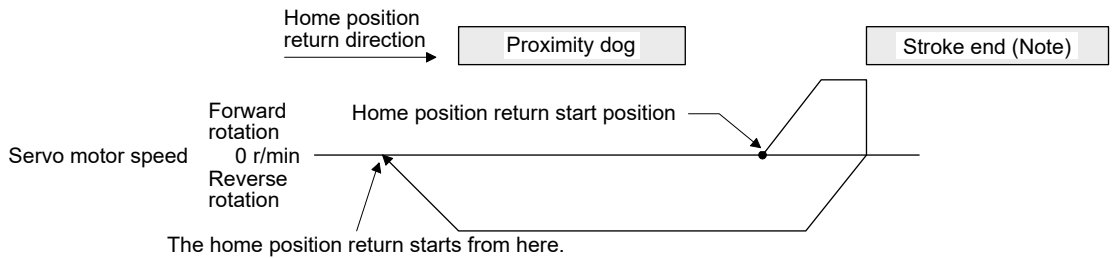 Home position
return direction
Proximity dog
Stroke end (Note)
Forward
rotation
Home position return start position
Servo motor speed
0 r/min
Reverse
rotation
The home position return starts from here.